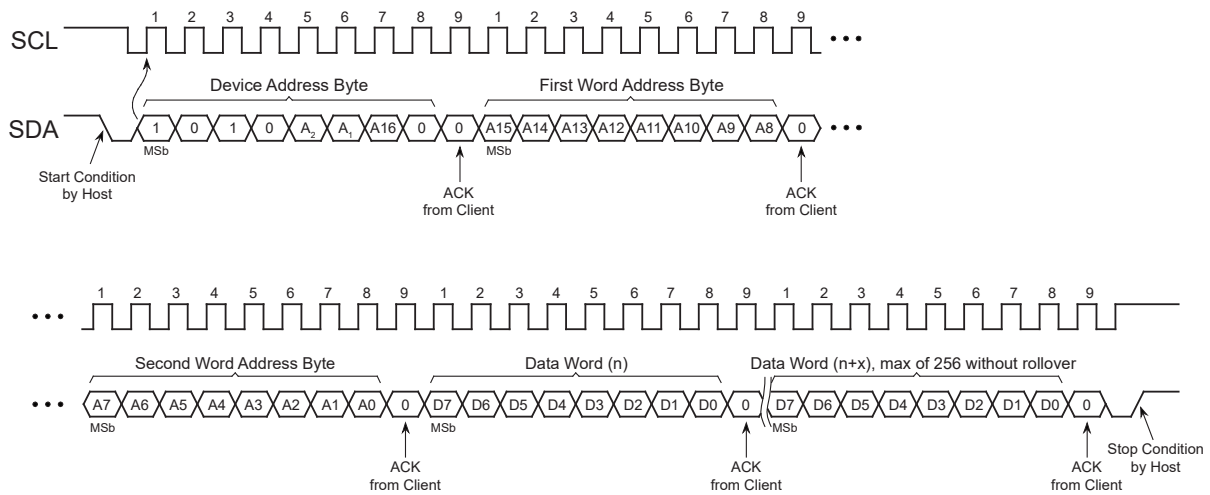 SCL
1 2 3 4 5 6 7 8 9 1 2 3 4 5 6 7 8 9
Device Address Byte
First Word Address Byte
SDA
1 0 1 0 A₂ A₁ A16 0 0 A15 A14 A13 A12 A11 A10 A9 A8 0
MSb MSb
Start Condition
by Host
ACK
from Client
ACK
from Client
1 2 3 4 5 6 7 8 9 1 2 3 4 5 6 7 8 9 1 2 3 4 5 6 7 8 9
Second Word Address Byte
Data Word (n)
Data Word (n+x), max of 256 without rollover
A7 A6 A5 A4 A3 A2 A1 A0 0 D7 D6 D5 D4 D3 D2 D1 D0 0 D7 D6 D5 D4 D3 D2 D1 D0 0
MSb MSb MSb
ACK
from Client
ACK
from Client
ACK
from Client
Stop Condition
by Host